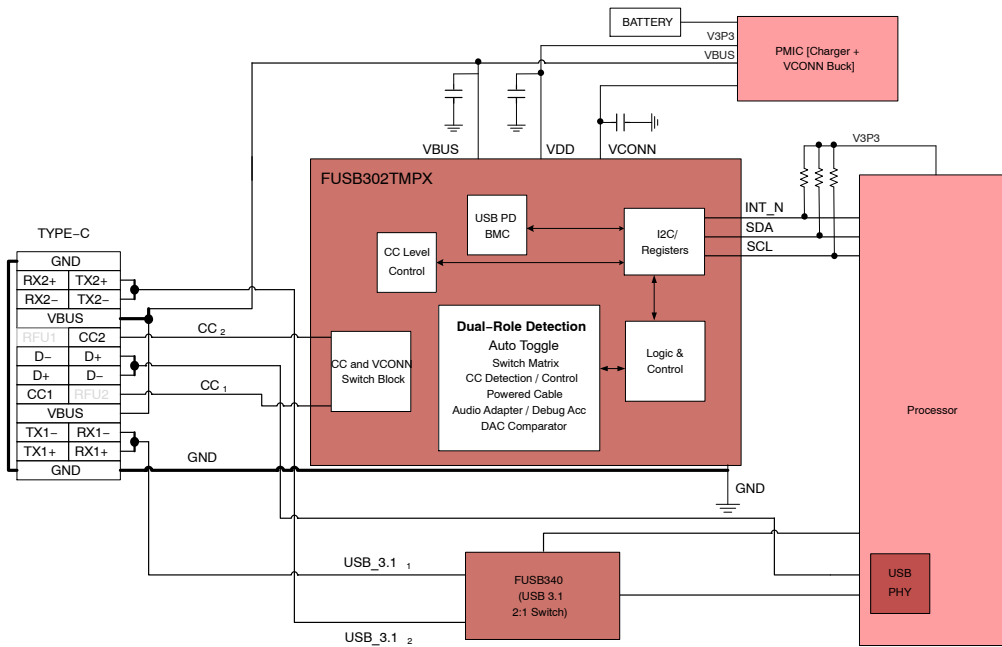 BATTERY
V3P3
VBUS
PMIC [Charger +
VCONN Buck]
VBUS
VDD
VCONN
V3P3
FUSB302TMPX
USB PD
BMC
I2C/
Registers
CC Level
Control
INT_N
SDA
SCL
Dual-Role Detection
Auto Toggle
Switch Matrix
CC Detection / Control
Powered Cable
Audio Adapter / Debug Acc
DAC Comparator
Logic &
Control
CC and VCONN
Switch Block
TYPE-C
GND
RX2+ TX2+
RX2- TX2-
VBUS
RFU1 CC2
D- D+
D+ D-
CC1 RFU2
VBUS
TX1- RX1-
TX1+ RX1+
GND
CC 2
CC 1
GND
GND
Processor
USB_3.1 1
USB_3.1 2
FUSB340
(USB 3.1
2:1 Switch)
USB
PHY